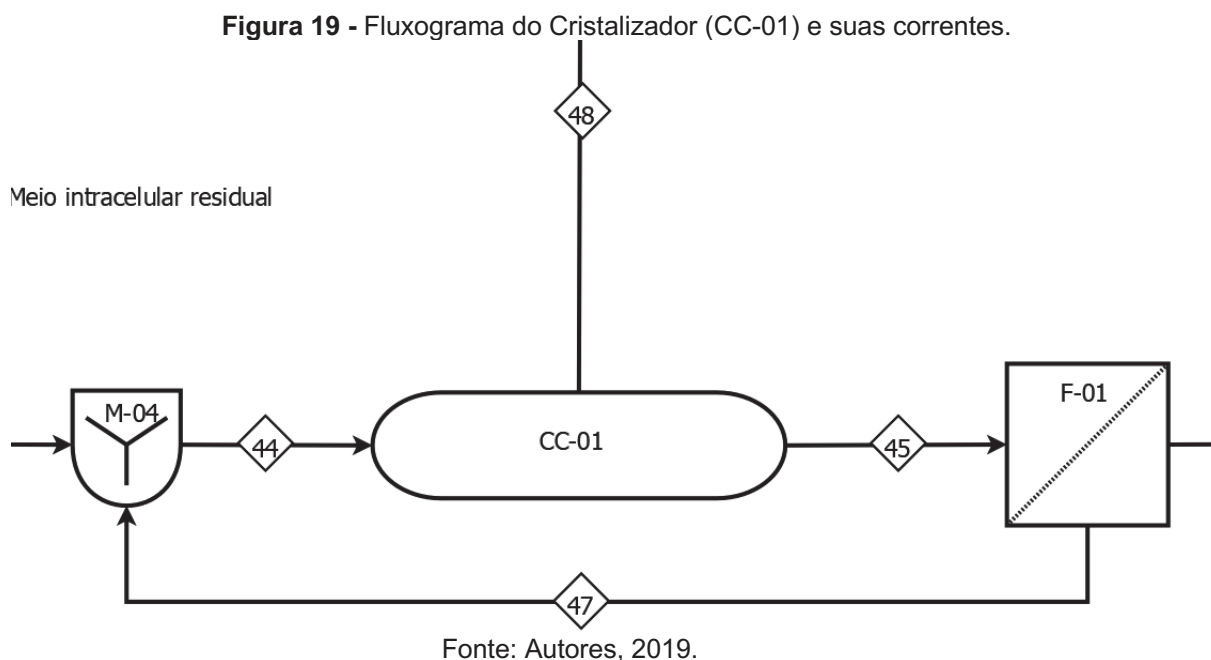 Figura 19 - Fluxograma do Cristalizador (CC-01) e suas correntes.
48
Meio intracelular residual
M-04
44
CC-01
45
F-01
47
Fonte: Autores, 2019.